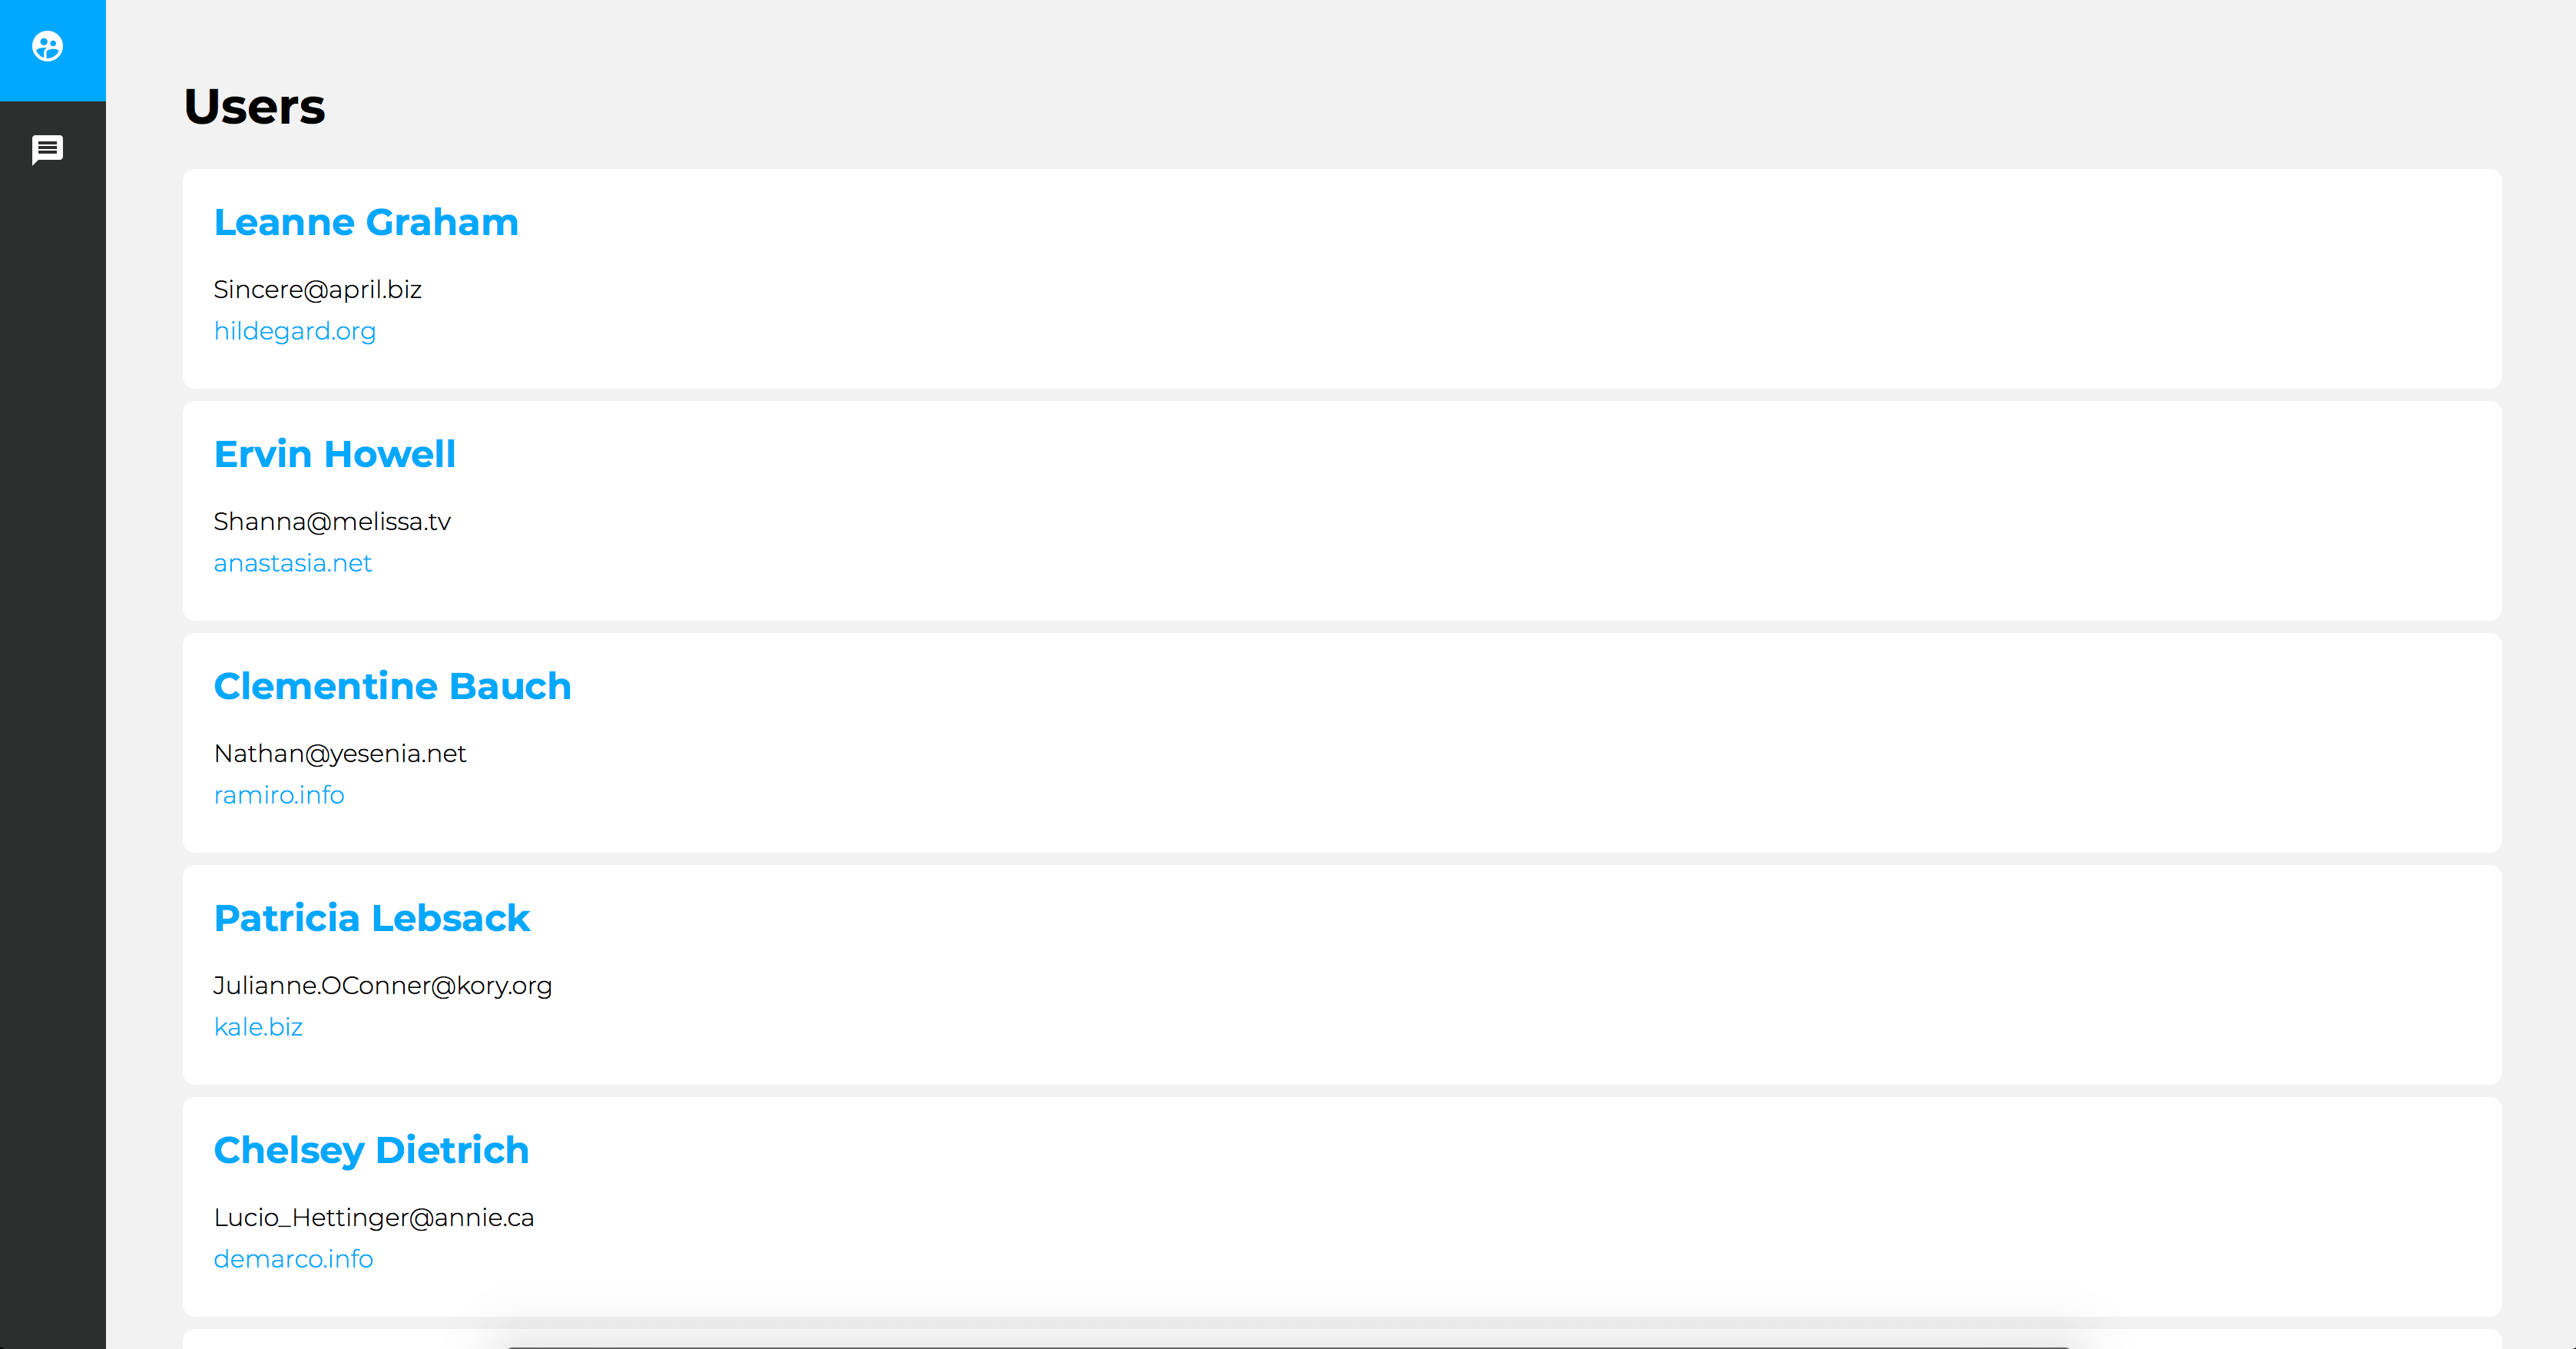 Users
Leanne Graham
Sincere@april.biz
hildegard.org
Ervin Howell
Shanna@melissa.tv
anastasia.net
Clementine Bauch
Nathan@yesenia.net
ramiro.info
Patricia Lebsack
Julianne.OConner@kory.org
kale.biz
Chelsey Dietrich
Lucio_Hettinger@annie.ca
demarco.info